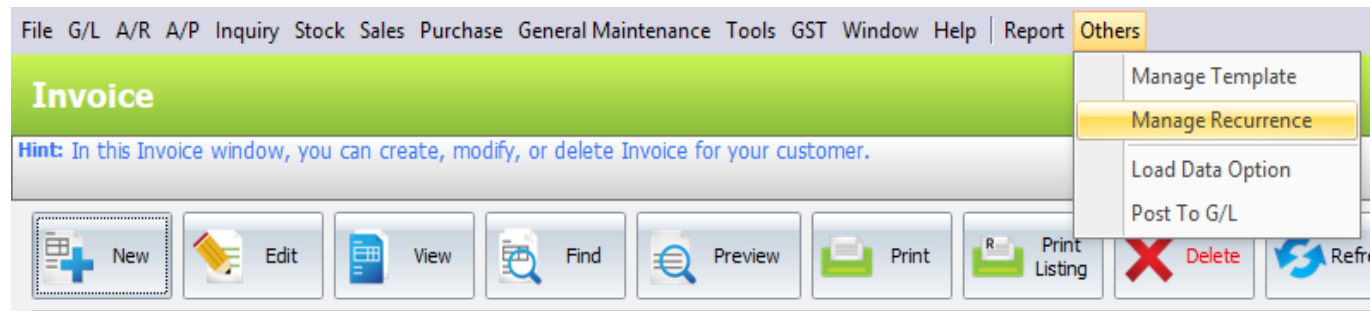 File G/L A/R A/P Inquiry Stock Sales Purchase General Maintenance Tools GST Window Help | Report Others
Manage Template
Invoice
Manage Recurrence
Hint: In this Invoice window, you can create, modify, or delete Invoice for your customer.
Load Data Option
Post To G/L
New Edit View Find Preview Print R Print Listing Delete Refre